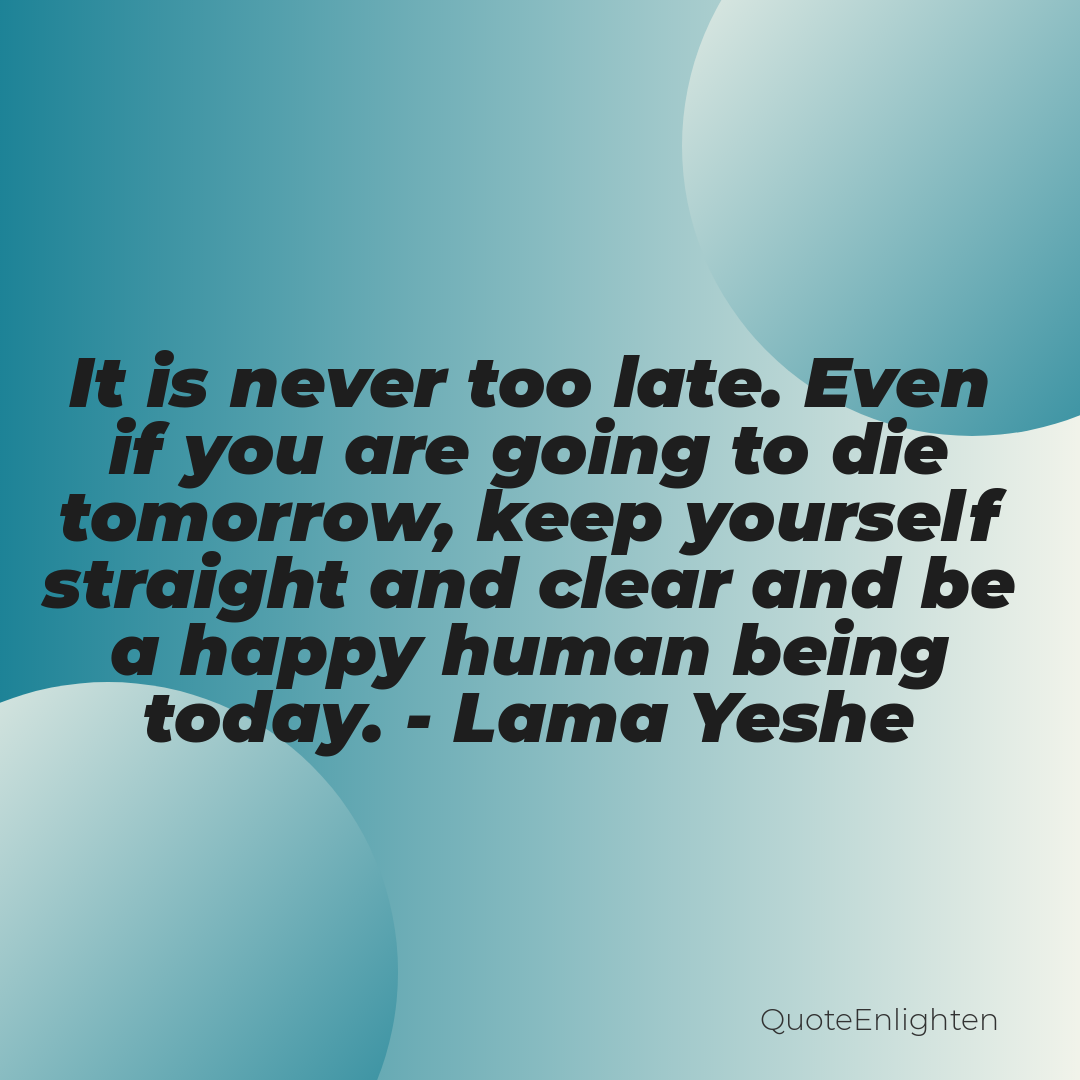 It is never too late. Even
if you are going to die
tomorrow, keep yourself
straight and clear and be
a happy human being
today. - Lama Yeshe
QuoteEnlighten